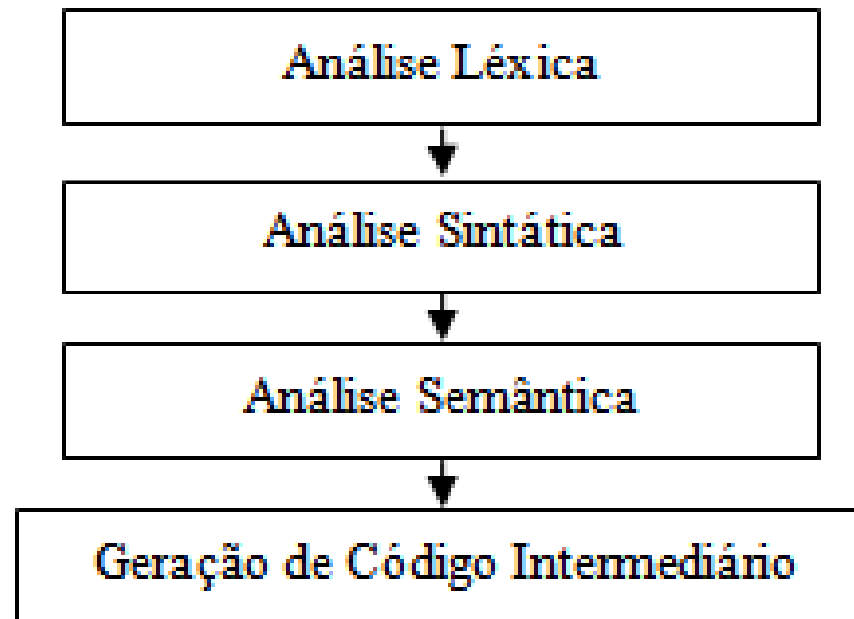 Análise Léxica
Análise Sintática
Análise Semântica
Geração de Código Intermediário